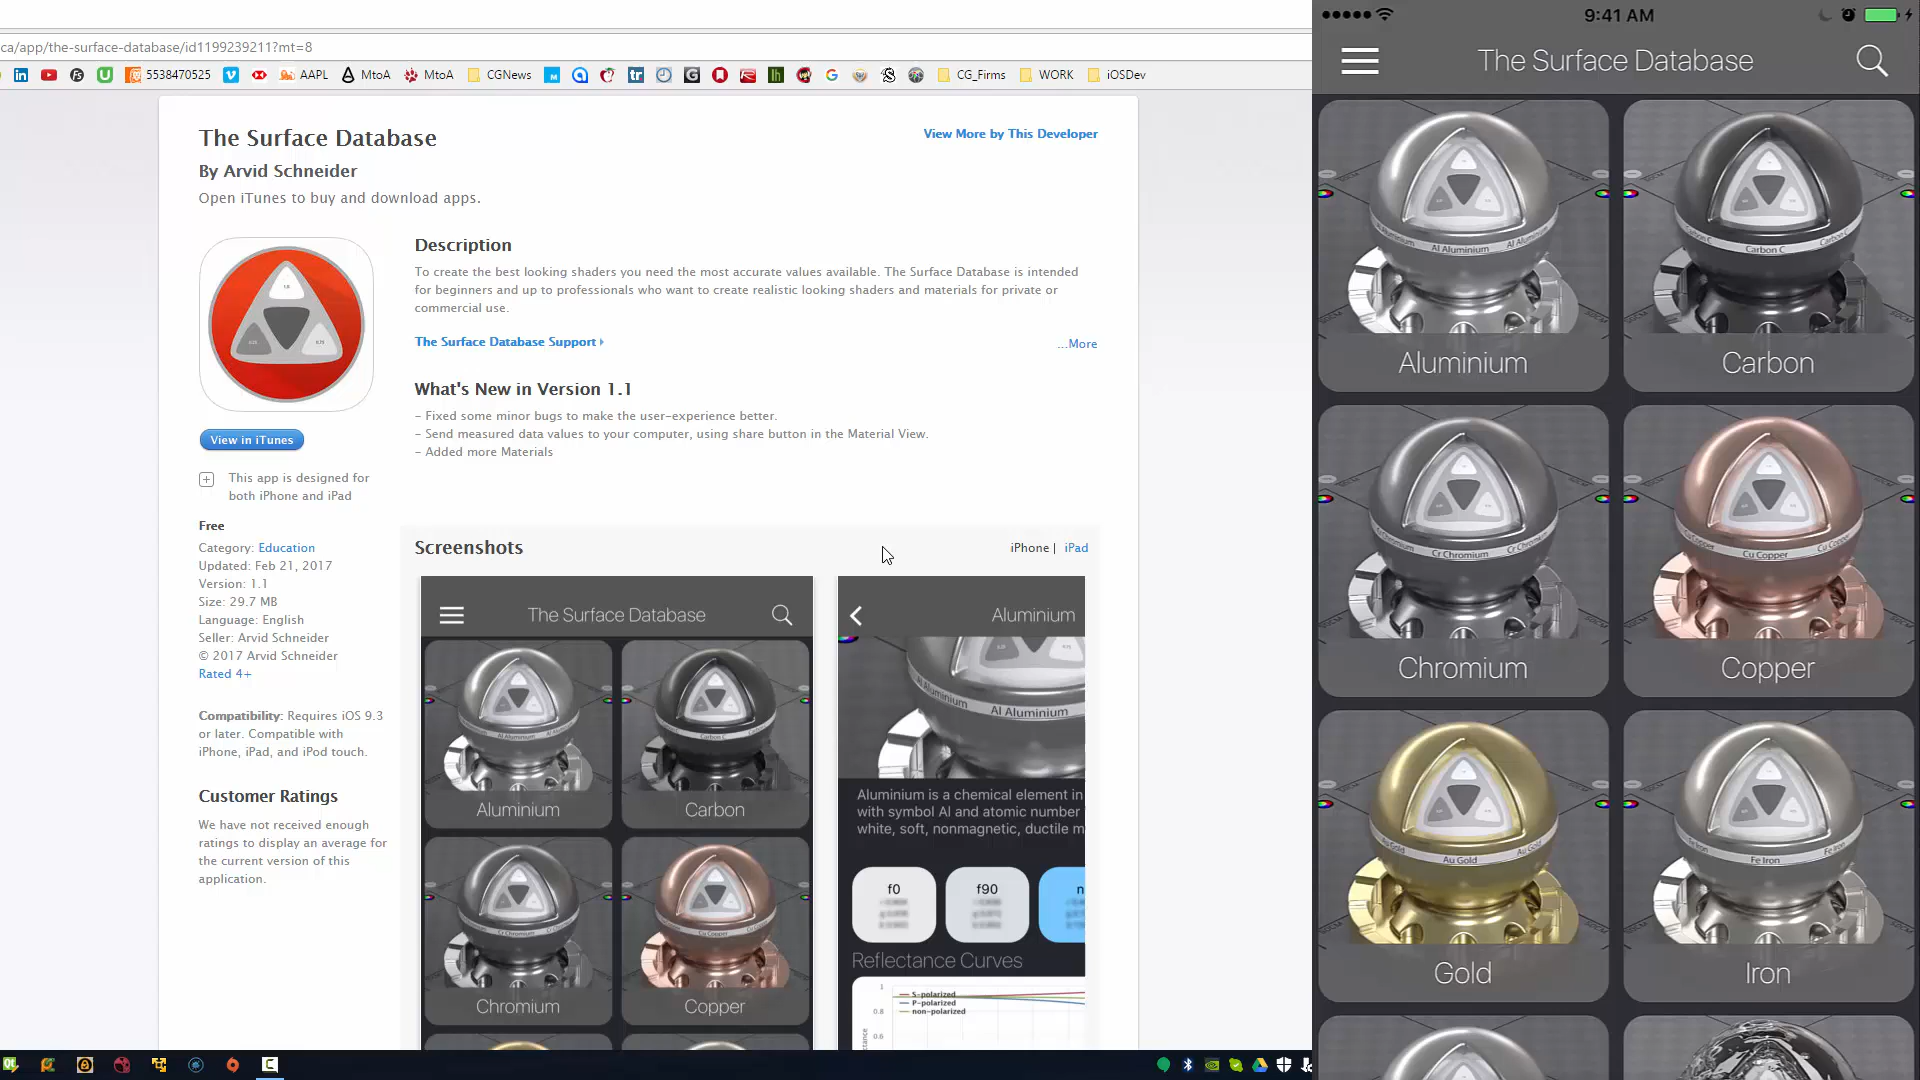 ca/app/the-surface-database/id1199239211?mt=8
5538470525 AAPL MtoA MtoA CGNews CG_Firms WORK iOSDev
The Surface Database
View More by This Developer
By Arvid Schneider
Open iTunes to buy and download apps.
Description
To create the best looking shaders you need the most accurate values available. The Surface Database is intended
for beginners and up to professionals who want to create realistic looking shaders and materials for private or
commercial use.
The Surface Database Support
...More
What's New in Version 1.1
- Fixed some minor bugs to make the user-experience better.
- Send measured data values to your computer, using share button in the Material View.
- Added more Materials
View in iTunes
This app is designed for
both iPhone and iPad
Free
Category: Education
Updated: Feb 21, 2017
Version: 1.1
Size: 29.7 MB
Language: English
Seller: Arvid Schneider
© 2017 Arvid Schneider
Rated 4+
Compatibility: Requires iOS 9.3
or later. Compatible with
iPhone, iPad, and iPod touch.
Customer Ratings
We have not received enough
ratings to display an average for
the current version of this
application.
Screenshots
iPhone | iPad
The Surface Database
Al Aluminium
Carbon C
Aluminium
Carbon
Cr Chromium
Cu Copper
Chromium
Copper
Aluminium
Al Aluminium
Aluminium is a chemical element in
with symbol Al and atomic number
white, soft, nonmagnetic, ductile m
f0
f90
n
Reflectance Curves
1
0.8
0.6
S-polarized
P-polarized
non-polarized
9:41 AM
The Surface Database
Al Aluminium
Carbon C
Aluminium
Carbon
Cr Chromium
Cu Copper
Chromium
Copper
Au Gold
Fe Iron
Gold
Iron